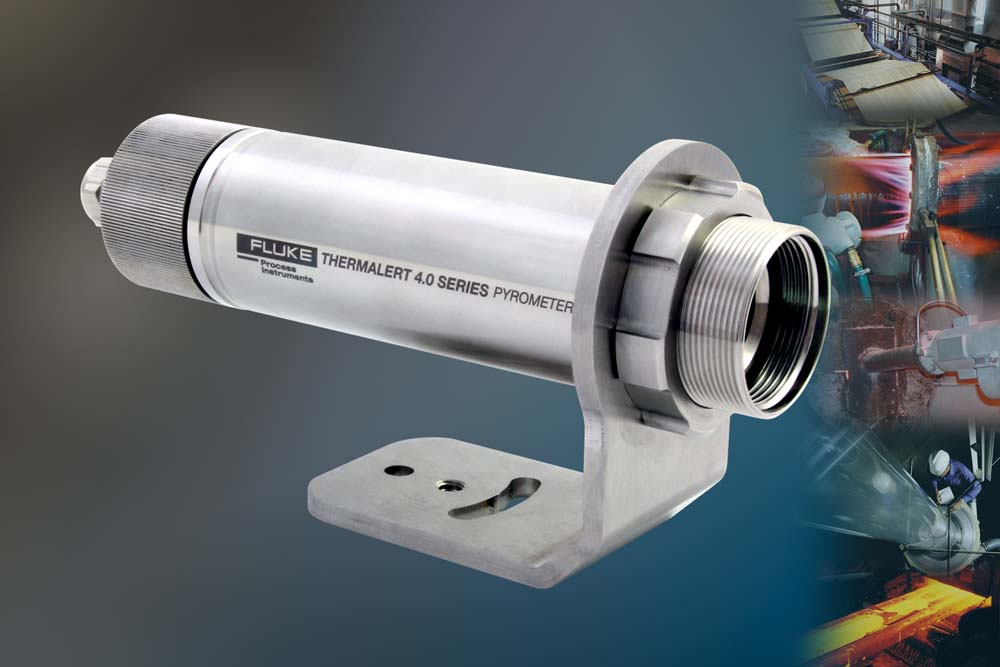 FLUKE
Process
Instruments
THERMALERT 4.0 SERIES PYROMETER